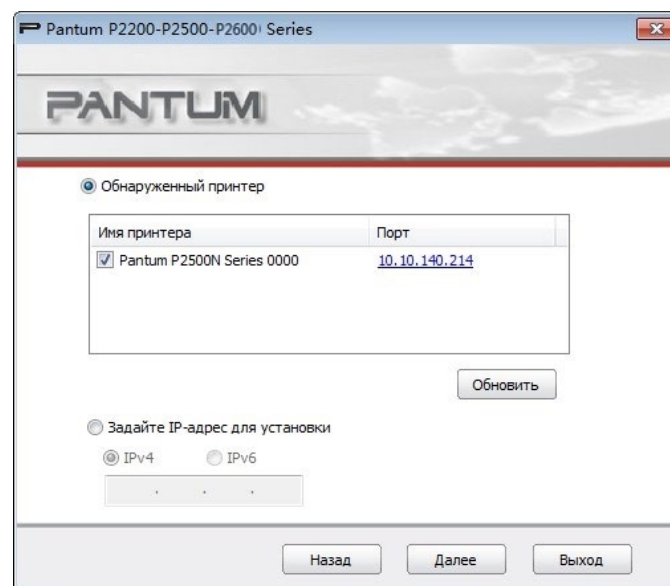 Pantum P2200-P2500-P2600 Series
PANTUM
Обнаруженный принтер
Имя принтера Порт
Pantum P2500N Series 0000 10.10.140.214
Обновить
Задайте IP-адрес для установки
IPv4 IPv6
Назад Далее Выход